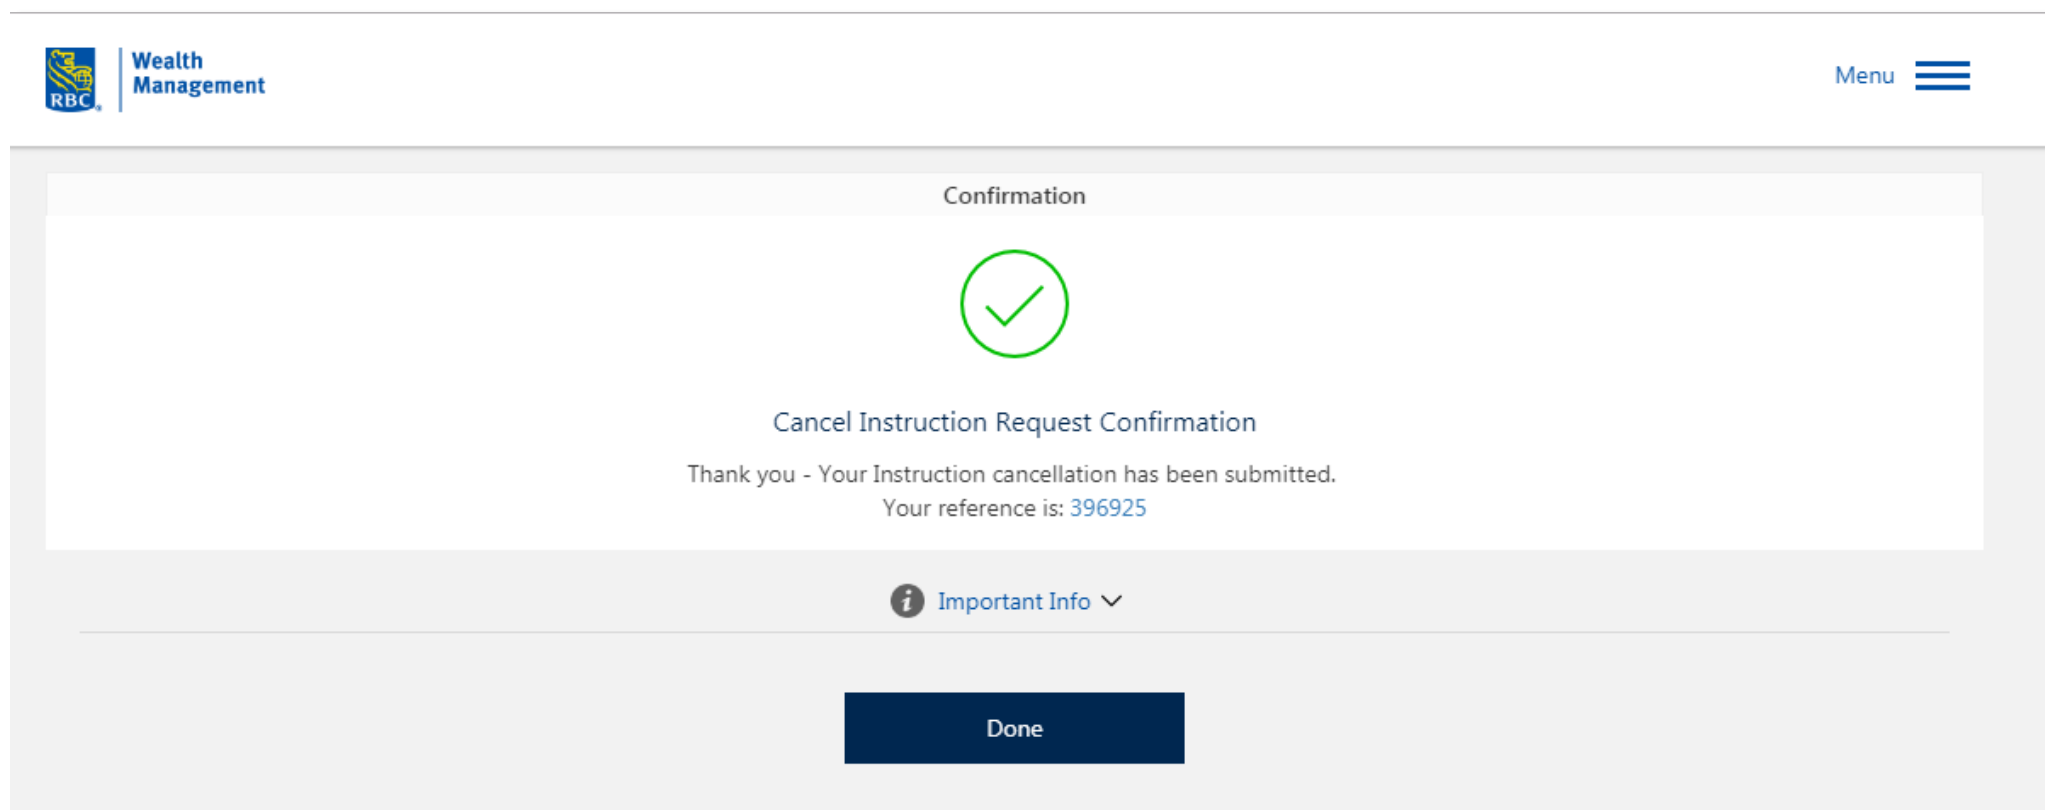 RBC
Wealth
Management
Menu
Confirmation
Cancel Instruction Request Confirmation
Thank you - Your Instruction cancellation has been submitted.
Your reference is: 396925
Important Info
Done